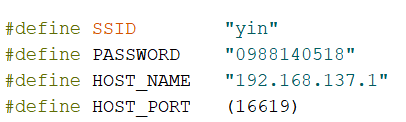 #define SSID "yin"
#define PASSWORD "0988140518"
#define HOST_NAME "192.168.137.1"
#define HOST_PORT (16619)